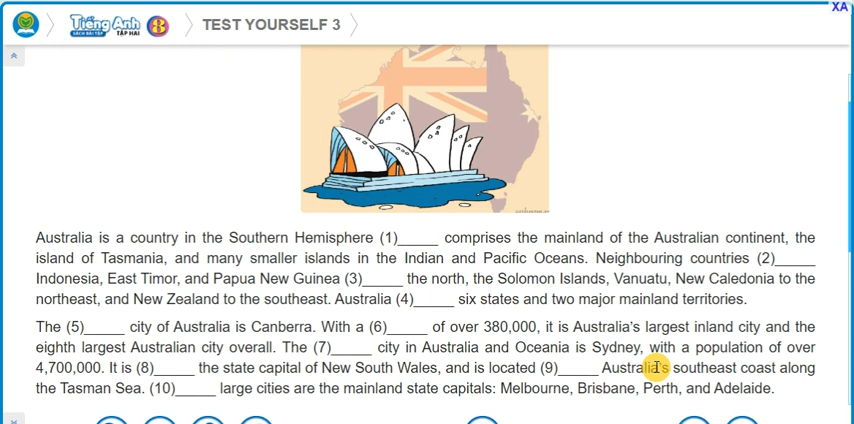 XA
Tiếng Anh 8
SÁCH BÀI TẬP TẬP HAI
TEST YOURSELF 3
Australia is a country in the Southern Hemisphere (1)_____ comprises the mainland of the Australian continent, the
island of Tasmania, and many smaller islands in the Indian and Pacific Oceans. Neighbouring countries (2)_____
Indonesia, East Timor, and Papua New Guinea (3)_____ the north, the Solomon Islands, Vanuatu, New Caledonia to the
northeast, and New Zealand to the southeast. Australia (4)_____ six states and two major mainland territories.
The (5)_____ city of Australia is Canberra. With a (6)_____ of over 380,000, it is Australia's largest inland city and the
eighth largest Australian city overall. The (7)_____ city in Australia and Oceania is Sydney, with a population of over
4,700,000. It is (8)_____ the state capital of New South Wales, and is located (9)_____ Australia's southeast coast along
the Tasman Sea. (10)_____ large cities are the mainland state capitals: Melbourne, Brisbane, Perth, and Adelaide.